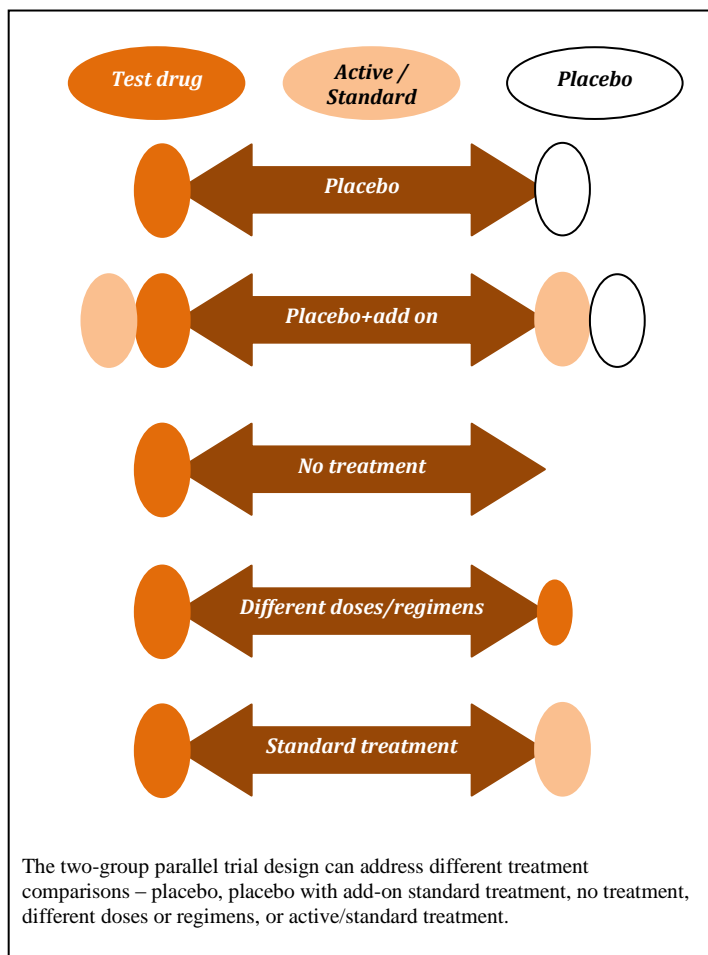 Test drug
Active /
Standard
Placebo
Placebo
Placebo+add on
No treatment
Different doses/regimens
Standard treatment
The two-group parallel trial design can address different treatment
comparisons – placebo, placebo with add-on standard treatment, no treatment,
different doses or regimens, or active/standard treatment.